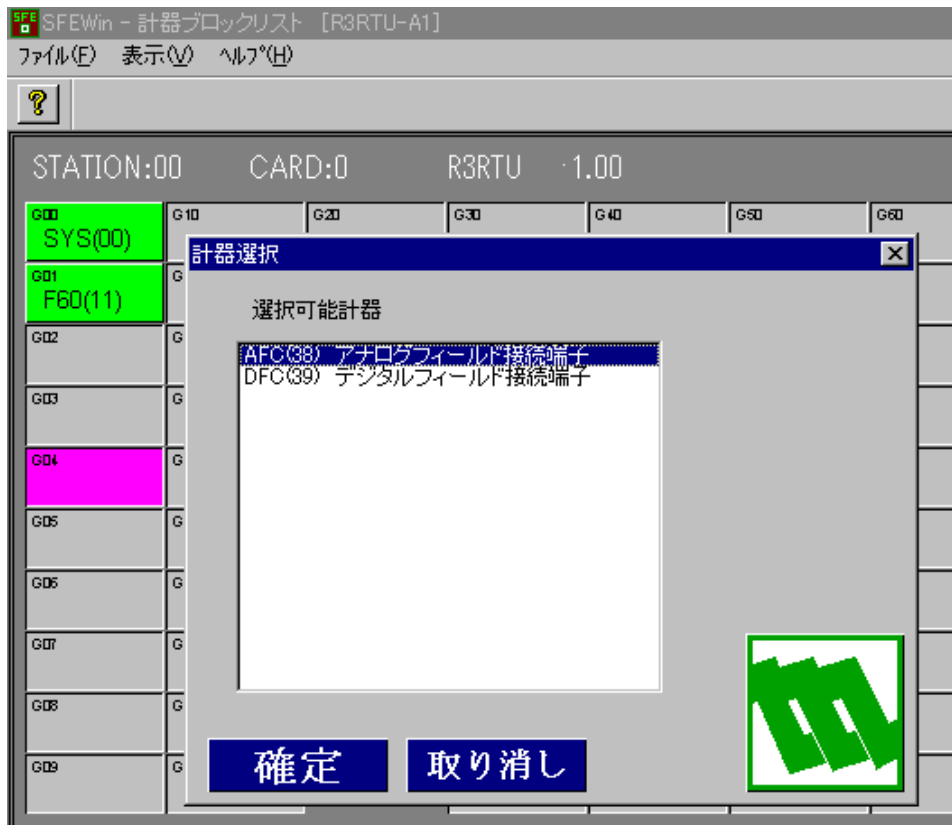 SFE SFEWin - 計器ブロックリスト [R3RTU-A1]
ファイル(F) 表示(V) ヘルプ(H)
?
STATION:00 CARD:0 R3RTU ·1.00
G00 G10 G20 G30 G40 G50 G60
SYS(00)
計器選択
G01 G
F60(11)
選択可能計器
G02 G
AFC(38) アナログフィールド接続端子
DFC(39) デジタルフィールド接続端子
G03 G
G04 G
G05 G
G06 G
G07 G
G08 G
確定 取り消し
G09 G